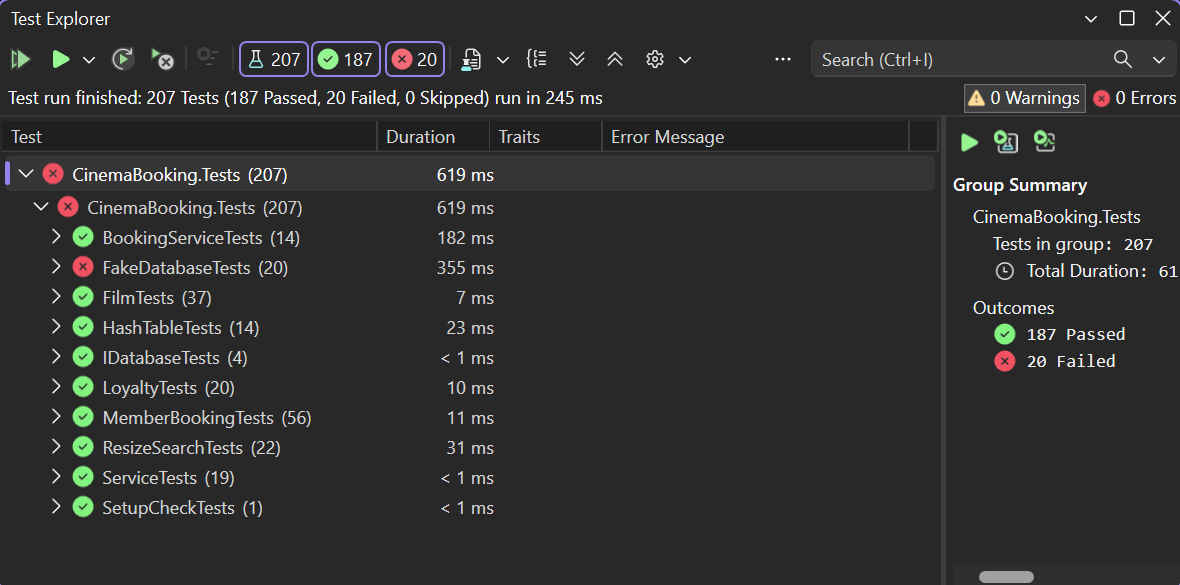 Test Explorer
207 187 20 Search (Ctrl+I)
Test run finished: 207 Tests (187 Passed, 20 Failed, 0 Skipped) run in 245 ms 0 Warnings 0 Errors
Test Duration Traits Error Message
CinemaBooking.Tests (207) 619 ms
CinemaBooking.Tests (207) 619 ms
BookingServiceTests (14) 182 ms
FakeDatabaseTests (20) 355 ms
FilmTests (37) 7 ms
HashTableTests (14) 23 ms
IDatabaseTests (4) < 1 ms
LoyaltyTests (20) 10 ms
MemberBookingTests (56) 11 ms
ResizeSearchTests (22) 31 ms
ServiceTests (19) < 1 ms
SetupCheckTests (1) < 1 ms
Group Summary
CinemaBooking.Tests
Tests in group: 207
Total Duration: 61
Outcomes
187 Passed
20 Failed